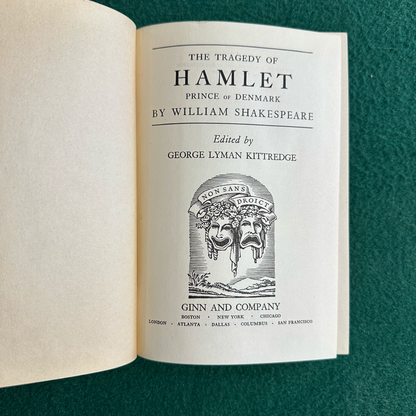 THE TRAGEDY OF
HAMLET
PRINCE OF DENMARK
BY WILLIAM SHAKESPEARE
Edited by
GEORGE LYMAN KITTREDGE
NON SANS
DROICT
GINN AND COMPANY
BOSTON · NEW YORK · CHICAGO
LONDON · ATLANTA · DALLAS · COLUMBUS · SAN FRANCISCO